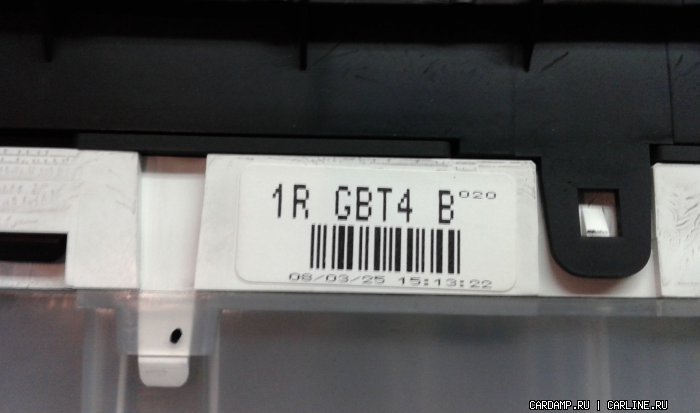 1R GBT4 B 020
08/03/25 15:13:22
CARDAMP.RU | CARLINE.RU